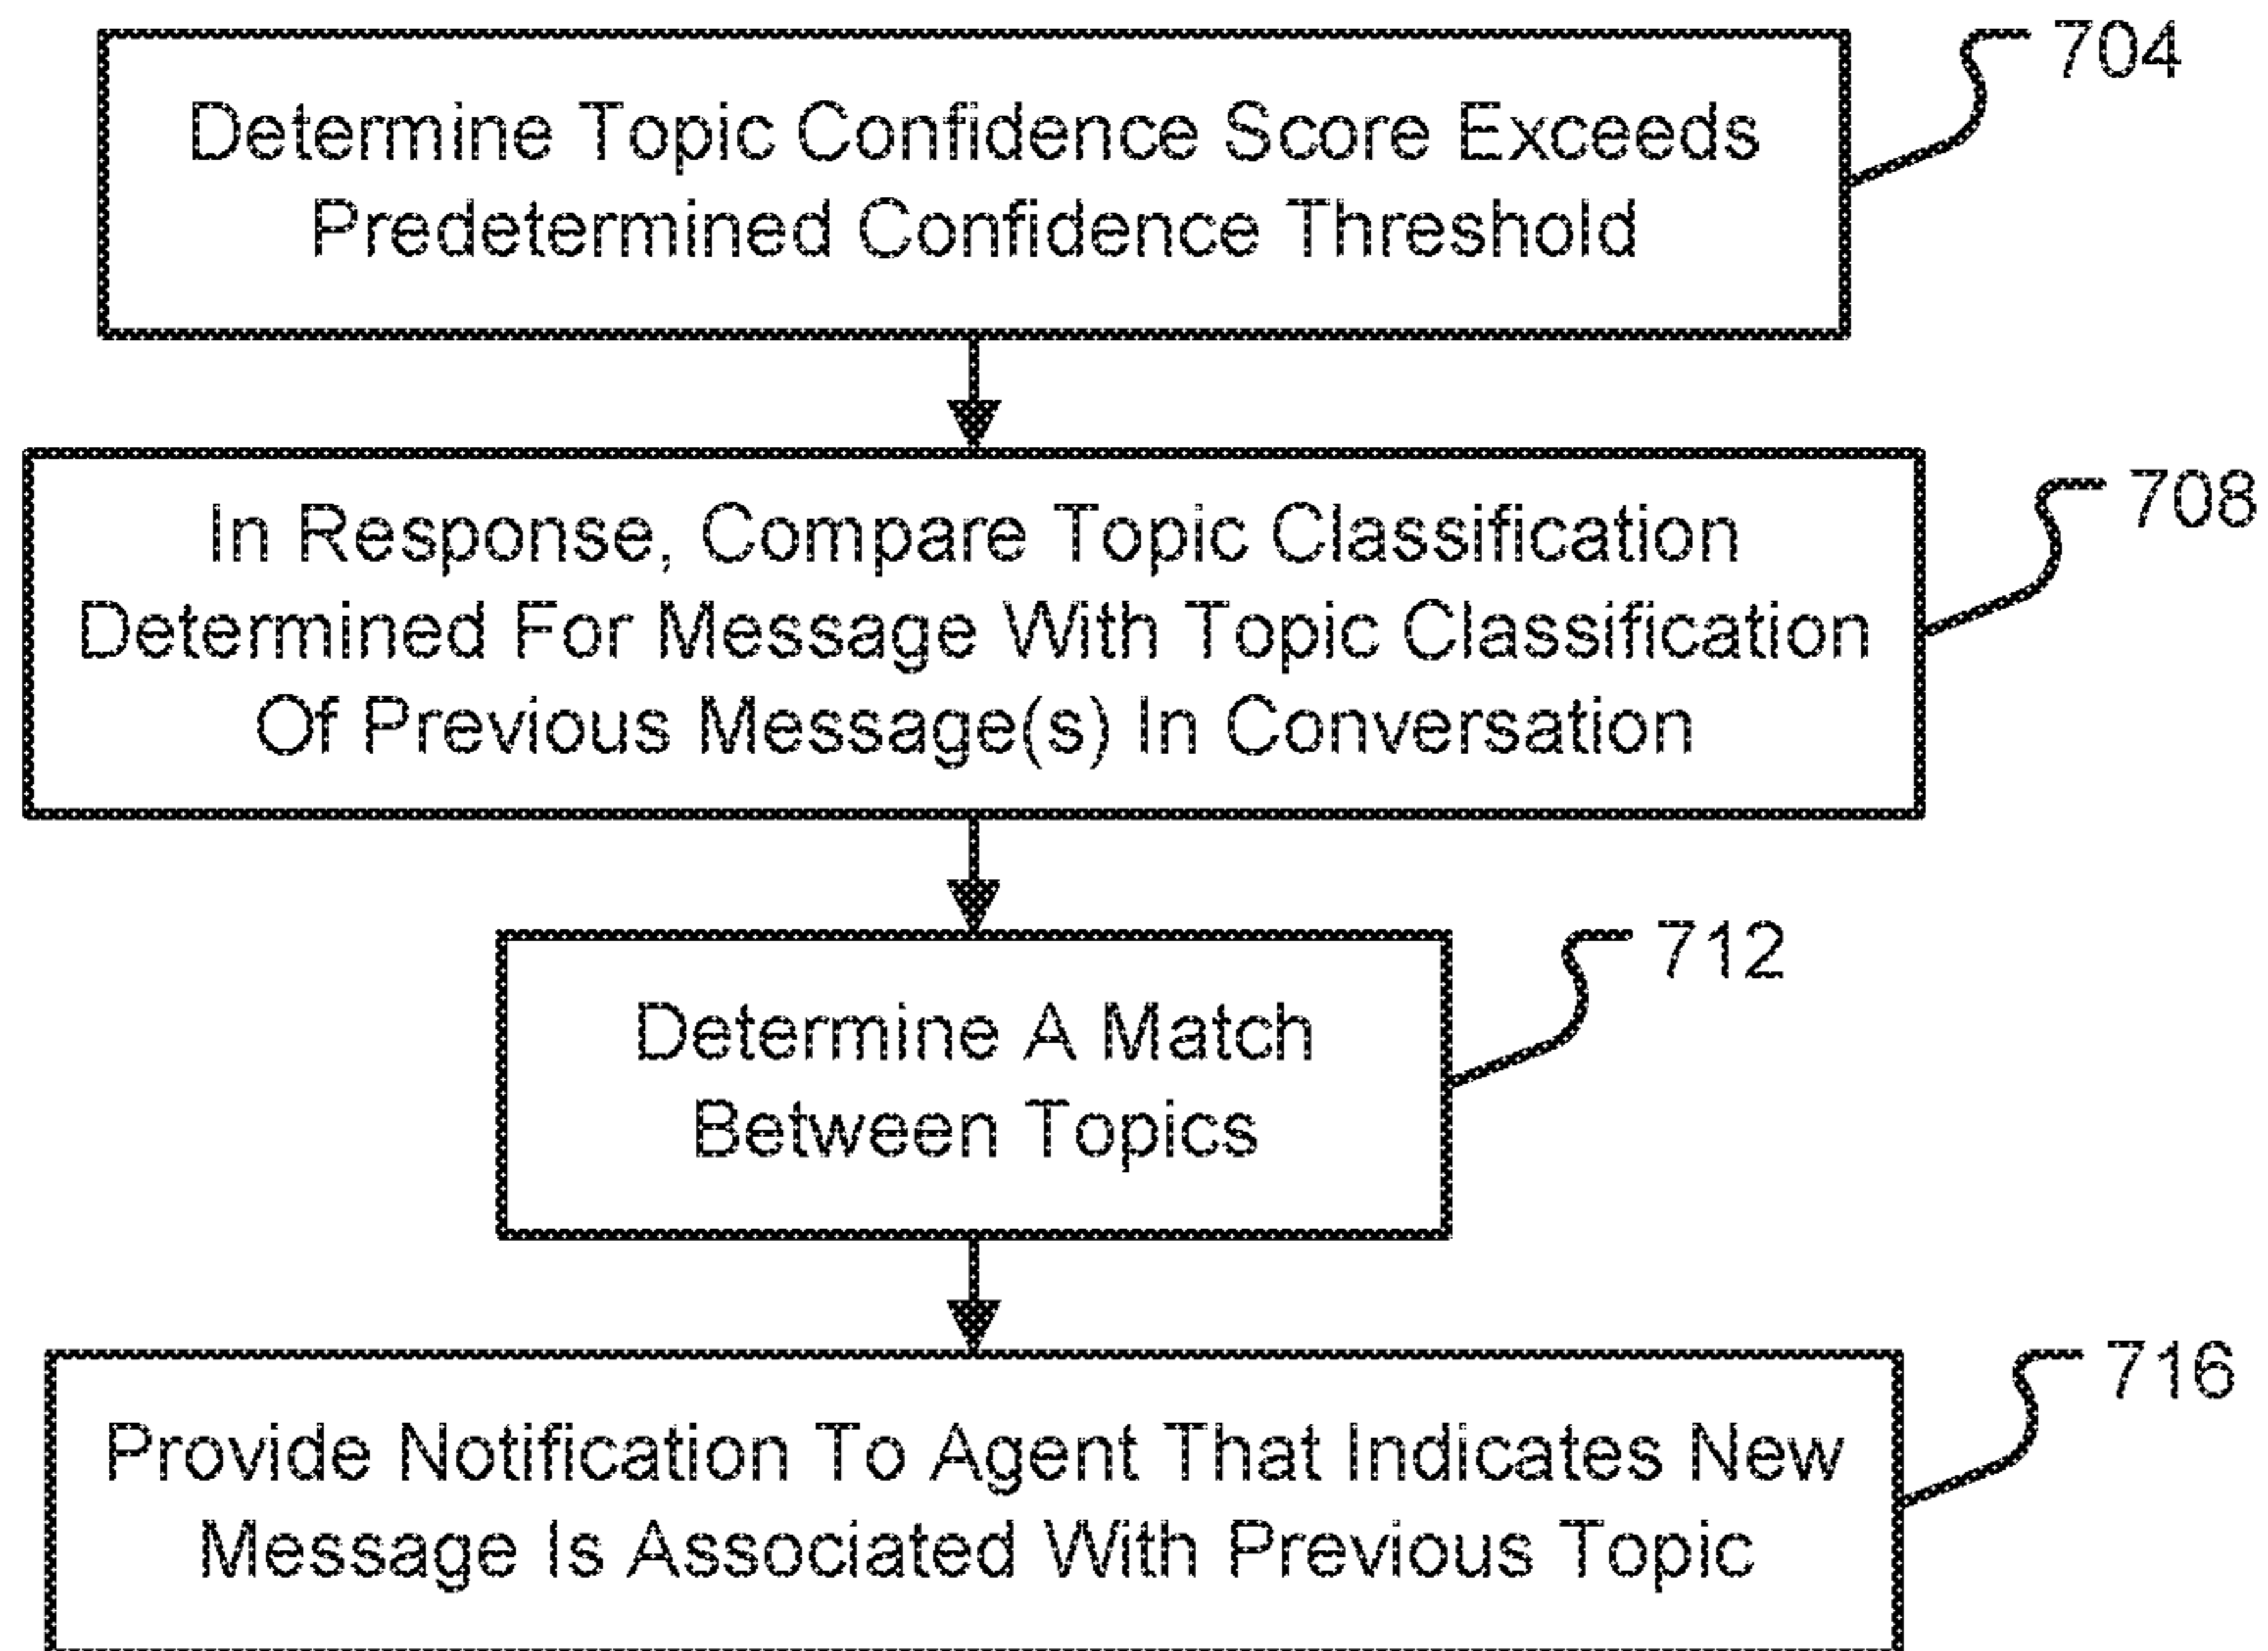 704
Determine Topic Confidence Score Exceeds
Predetermined Confidence Threshold
708
In Response, Compare Topic Classification
Determined For Message With Topic Classification
Of Previous Message(s) In Conversation
712
Determine A Match
Between Topics
716
Provide Notification To Agent That Indicates New
Message Is Associated With Previous Topic